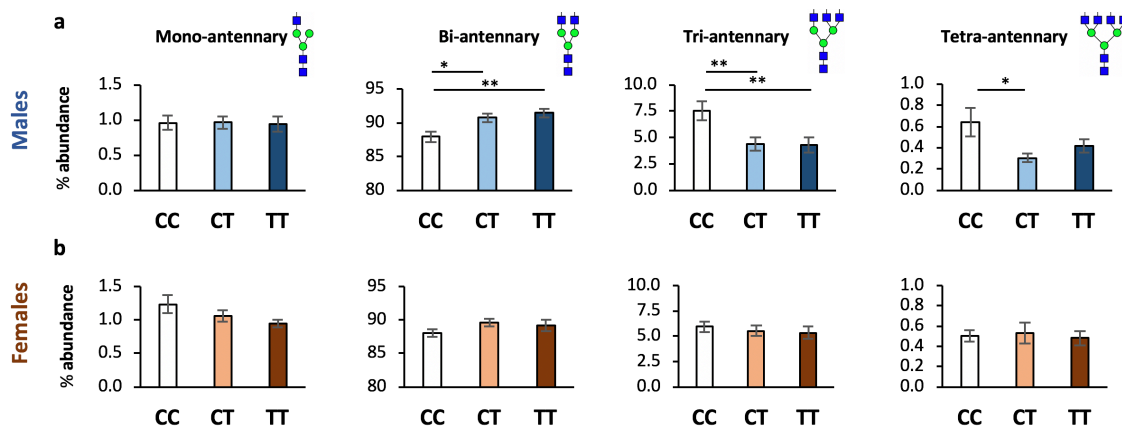 a
Mono-antennary
Bi-antennary
Tri-antennary
Tetra-antennary
Males
% abundance
1.5
1.0
0.5
0.0
CC CT TT
*
**
95
90
85
80
CC CT TT
**
**
10.0
7.5
5.0
2.5
0.0
CC CT TT
*
1.0
0.8
0.6
0.4
0.2
0.0
CC CT TT
b
Females
% abundance
1.5
1.0
0.5
0.0
CC CT TT
95
90
85
80
CC CT TT
10.0
7.5
5.0
2.5
0.0
CC CT TT
1.0
0.8
0.6
0.4
0.2
0.0
CC CT TT